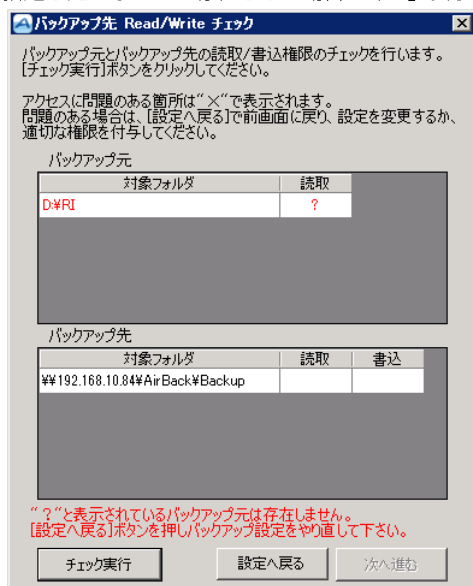 バックアップ先 Read/Write チェック
バックアップ元とバックアップ先の読取/書込権限のチェックを行います。
[チェック実行]ボタンをクリックしてください。
アクセスに問題のある箇所は“×”で表示されます。
問題のある場合は、[設定へ戻る]で前画面に戻り、設定を変更するか、
適切な権限を付与してください。
バックアップ元
対象フォルダ 読取
D:¥RI ?
バックアップ先
対象フォルダ 読取 書込
¥¥192.168.10.84¥AirBack¥Backup
“?”と表示されているバックアップ元は存在しません。
[設定へ戻る]ボタンを押しバックアップ設定をやり直して下さい。
チェック実行 設定へ戻る 次へ進む